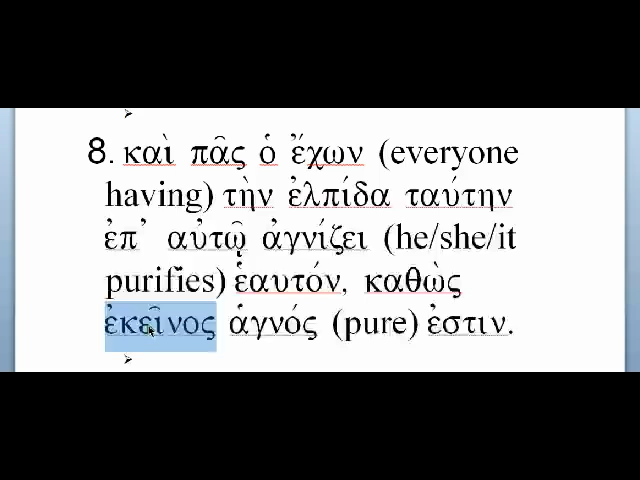 8. καὶ πᾶς ὁ ἔχων (everyone
having) τὴν ἐλπίδα ταύτην
ἐπ᾽ αὐτῷ ἁγνίζει (he/she/it
purifies) ἑαυτόν, καθὼς
ἐκεῖνος ἁγνός (pure) ἐστιν.